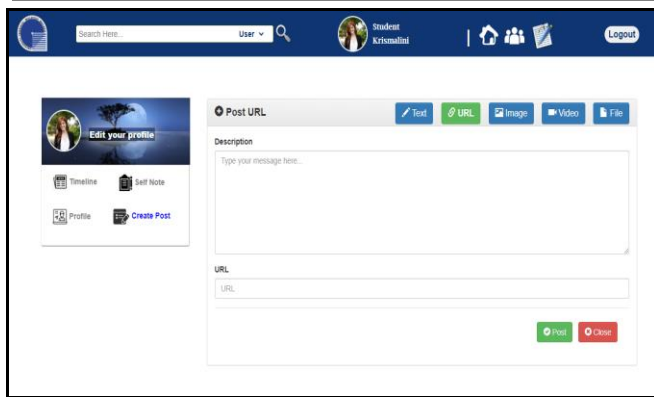 Search Here...
User
Student
Krismalini
Logout
Edit your profile
Timeline
Self Note
Profile
Create Post
Post URL
Text
URL
Image
Video
File
Description
Type your message here...
URL
URL
Post
Close